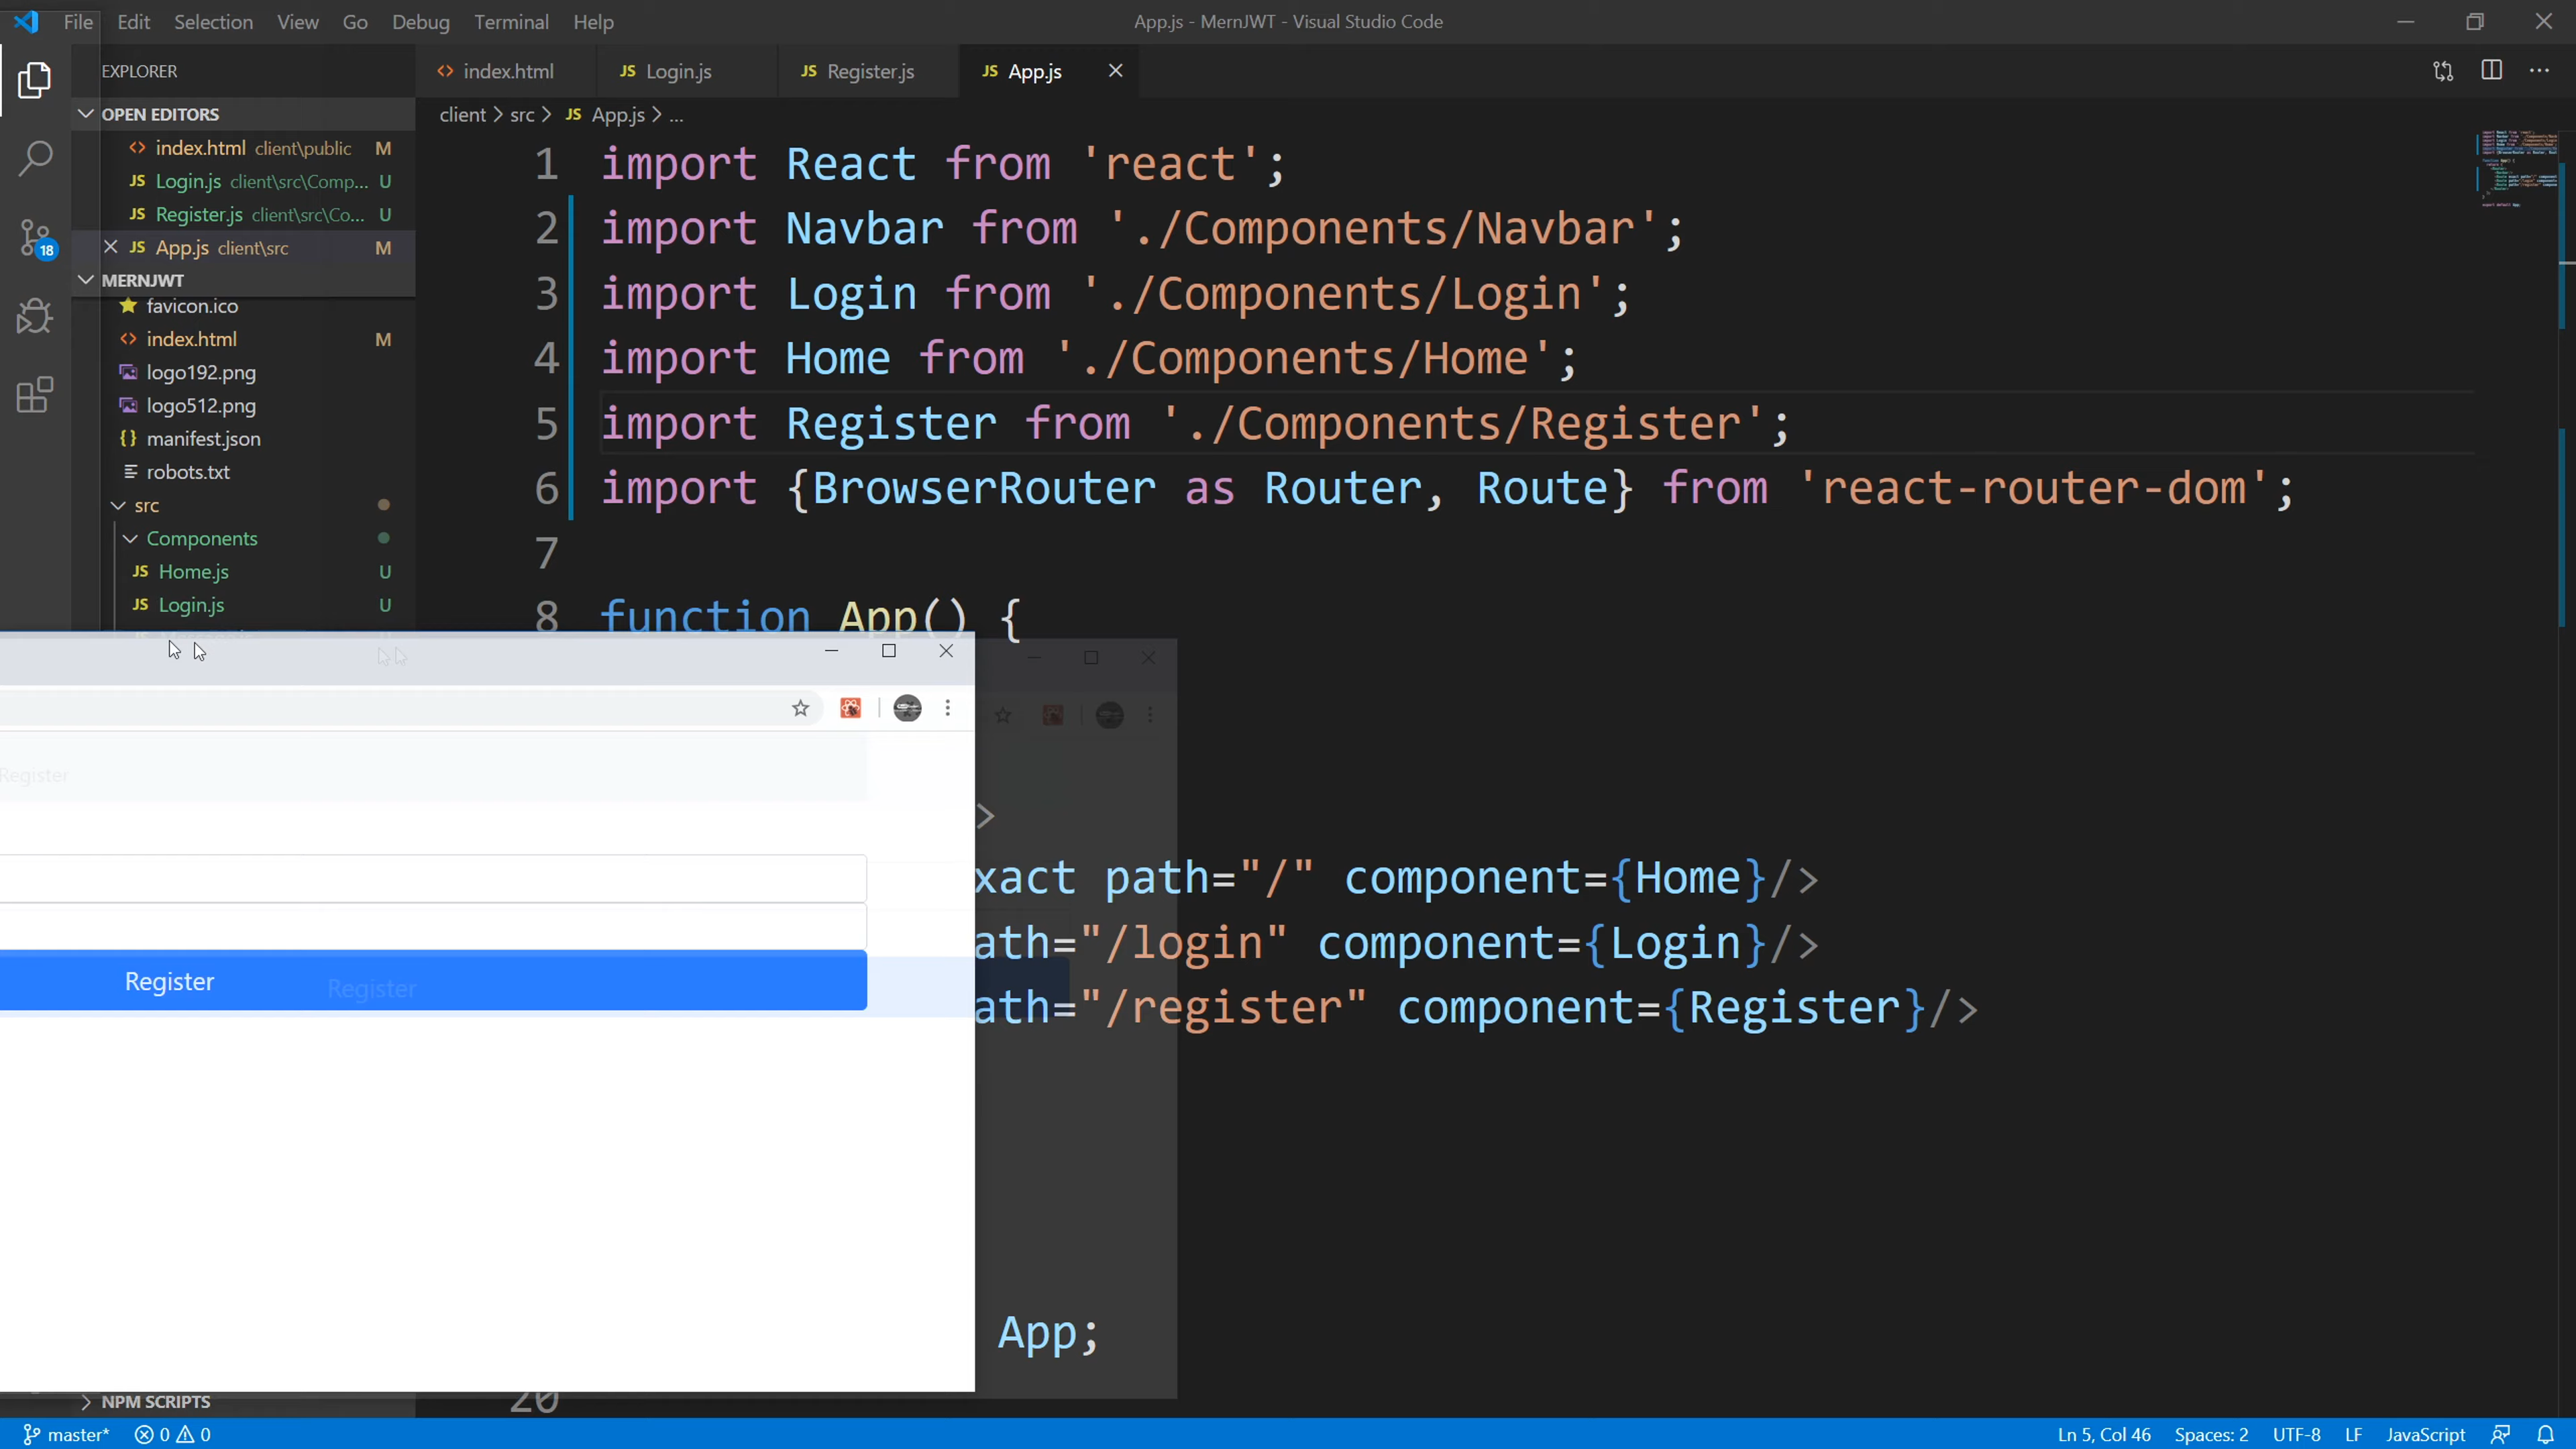 File Edit Selection View Go Debug Terminal Help
App.js - MernJWT - Visual Studio Code
EXPLORER
OPEN EDITORS
index.html client\public M
Login.js client\src\Comp... U
Register.js client\src\Co... U
App.js client\src M
MERNJWT
favicon.ico
index.html M
logo192.png
logo512.png
manifest.json
robots.txt
src
Components
Home.js U
Login.js U
NPM SCRIPTS
18
index.html
Login.js
Register.js
App.js
client > src > JS App.js > ...
1 import React from 'react';
2 import Navbar from './Components/Navbar';
3 import Login from './Components/Login';
4 import Home from './Components/Home';
5 import Register from './Components/Register';
6 import {BrowserRouter as Router, Route} from 'react-router-dom';
7
8 function App() {
>
xact path="/" component={Home}/>
ath="/login" component={Login}/>
ath="/register" component={Register}/>
App;
20
Register
Register
Register
master* 0 0
Ln 5, Col 46 Spaces: 2 UTF-8 LF JavaScript